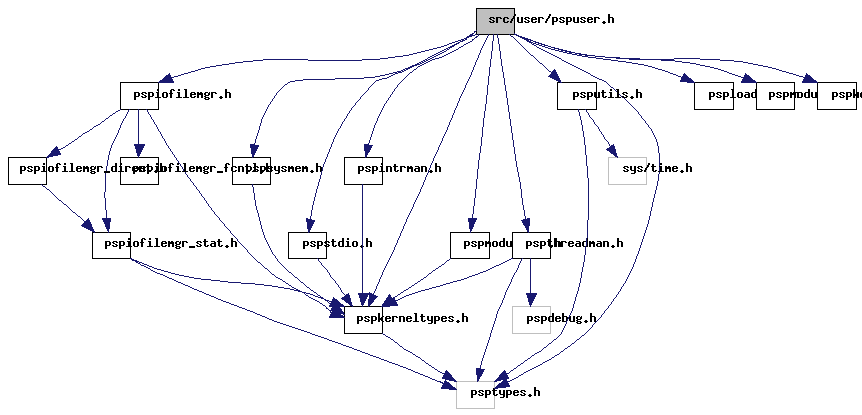 src/user/pspuser.h
pspiofilemgr.h
psputils.h
pspload
pspmodu
pspke
pspiofilemgr_dirent.h
pspiofilemgr_fcntl.h
pspsysmem.h
pspintrman.h
sys/time.h
pspiofilemgr_stat.h
pspstdio.h
pspmodu
pspthreadman.h
pspkerneltypes.h
pspdebug.h
psptypes.h